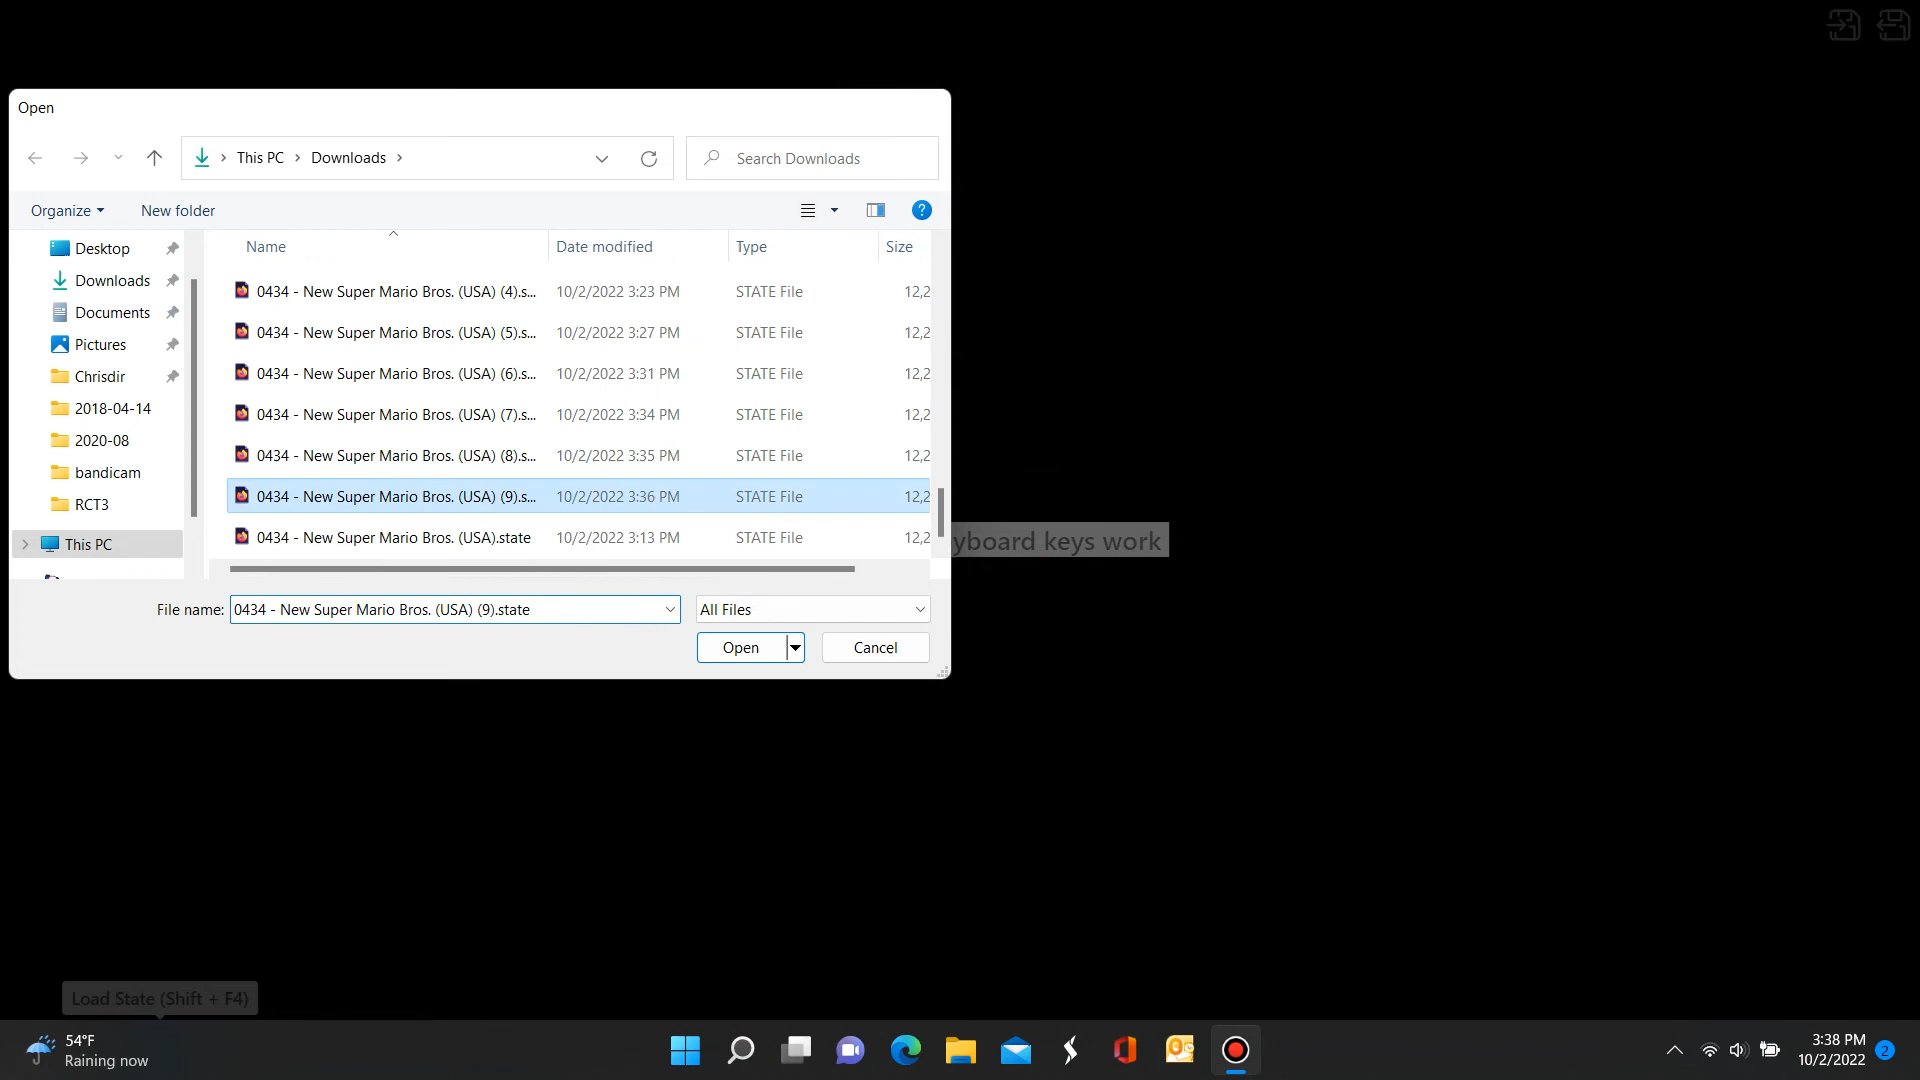 Open
This PC
Downloads
Search Downloads
Organize
New folder
?
Desktop
Downloads
Documents
Pictures
Chrisdir
2018-04-14
2020-08
bandicam
RCT3
This PC
Name Date modified Type Size
0434 - New Super Mario Bros. (USA) (4).s... 10/2/2022 3:23 PM STATE File 12,2
0434 - New Super Mario Bros. (USA) (5).s... 10/2/2022 3:27 PM STATE File 12,2
0434 - New Super Mario Bros. (USA) (6).s... 10/2/2022 3:31 PM STATE File 12,2
0434 - New Super Mario Bros. (USA) (7).s... 10/2/2022 3:34 PM STATE File 12,2
0434 - New Super Mario Bros. (USA) (8).s... 10/2/2022 3:35 PM STATE File 12,2
0434 - New Super Mario Bros. (USA) (9).s... 10/2/2022 3:36 PM STATE File 12,2
0434 - New Super Mario Bros. (USA).state 10/2/2022 3:13 PM STATE File 12,2
yboard keys work
File name: 0434 - New Super Mario Bros. (USA) (9).state
All Files
Open
Cancel
Load State (Shift + F4)
54°F
Raining now
3:38 PM
10/2/2022
2